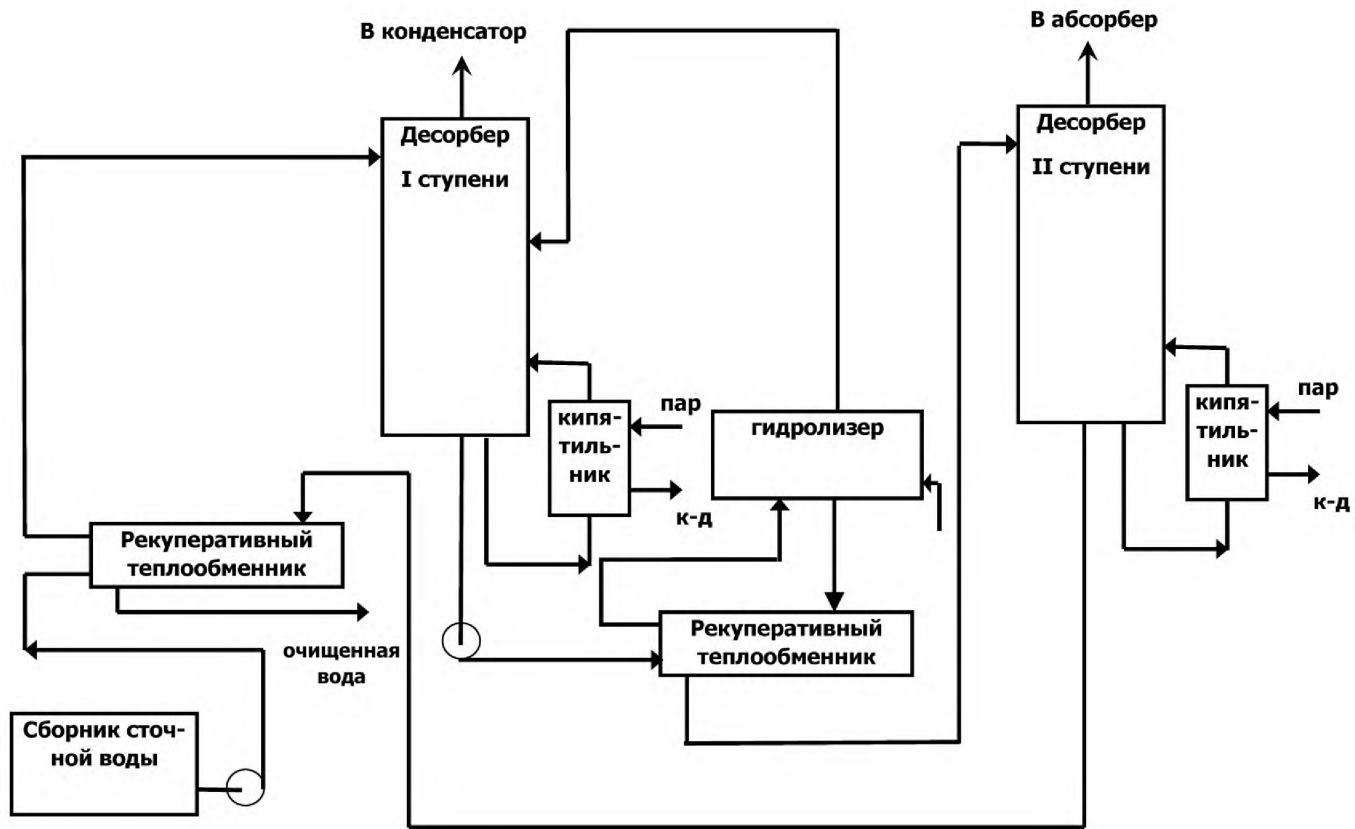 В конденсатор
В абсорбер
Десорбер
I ступени
Десорбер
II ступени
кипя-
тиль-
ник
пар
к-д
гидролизер
кипя-
тиль-
ник
пар
к-д
Рекуперативный
теплообменник
очищенная
вода
Рекуперативный
теплообменник
Сборник сточ-
ной воды